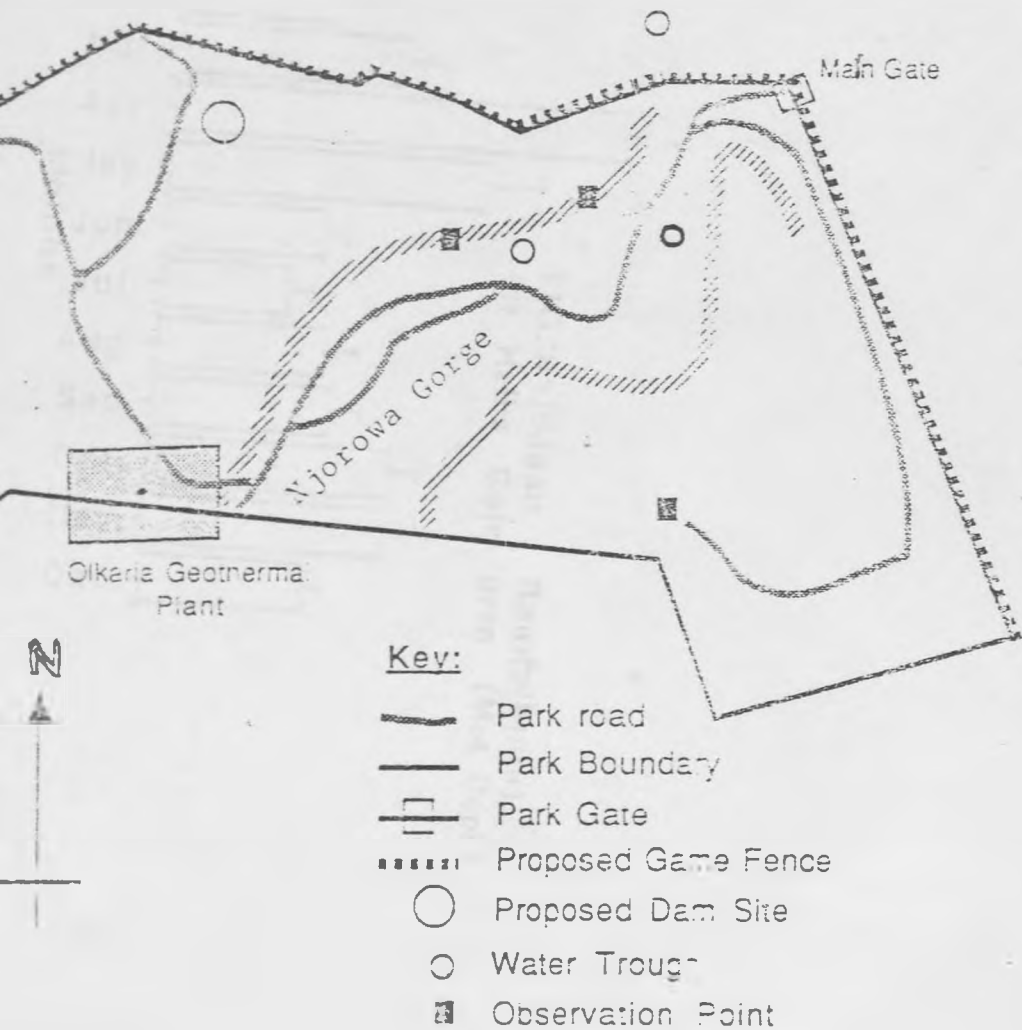 Main Gate
Njorowa Gorge
Olkaria Geothermal
Plant
N
Key:
Park road
Park Boundary
Park Gate
Proposed Game Fence
Proposed Dam Site
Water Trough
Observation Point